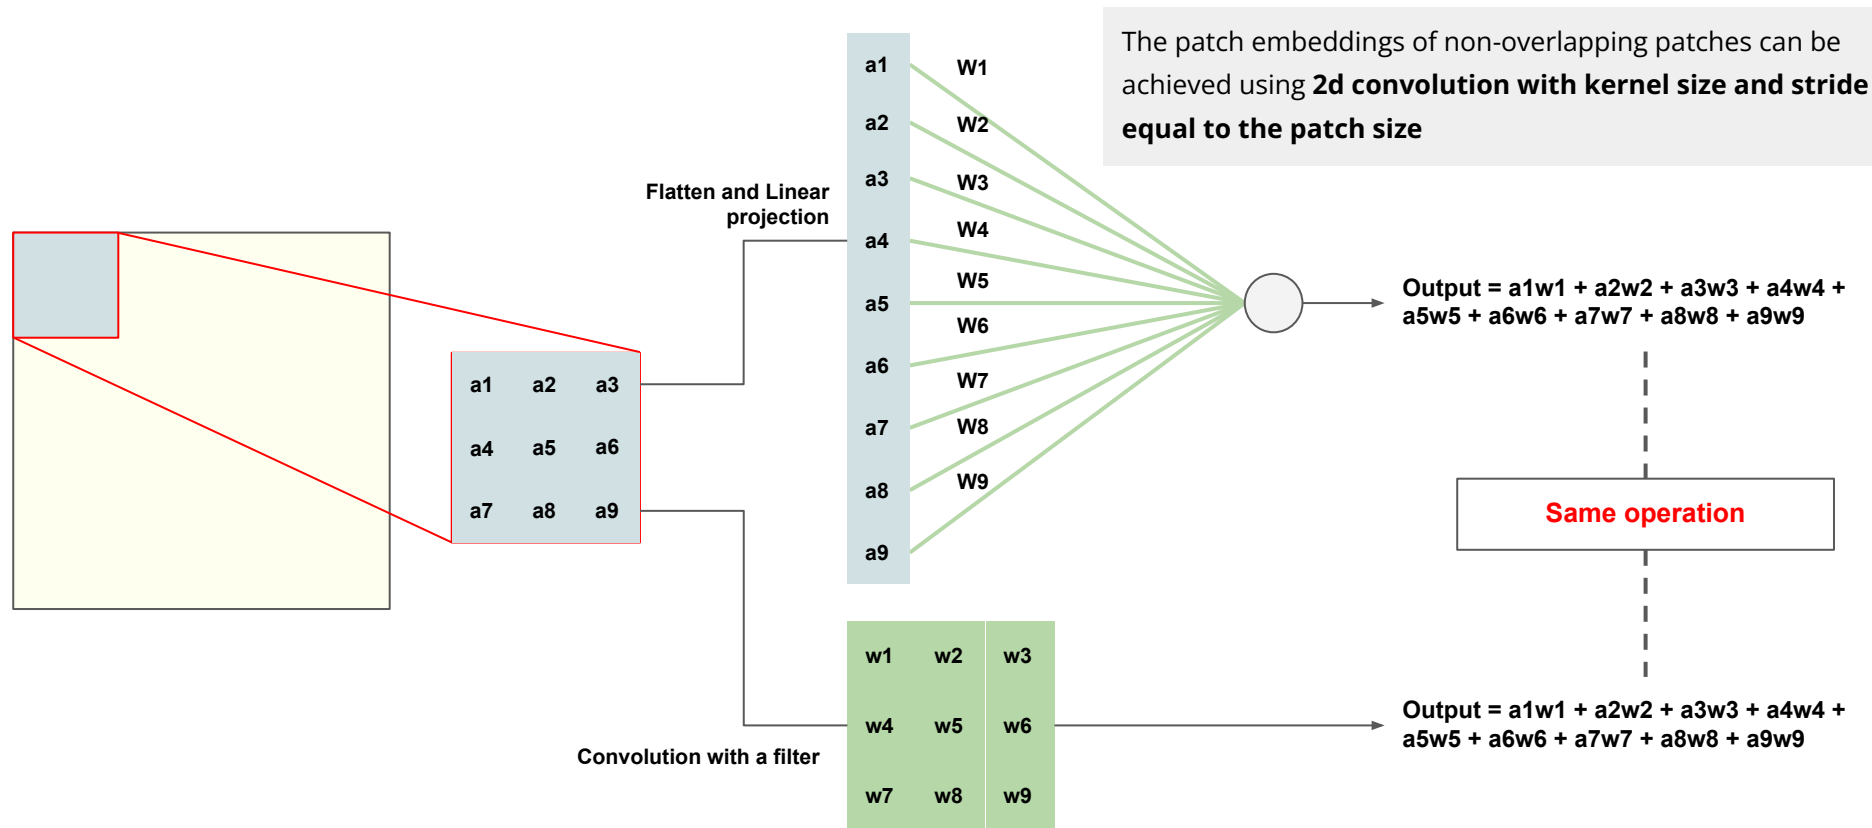 The patch embeddings of non-overlapping patches can be
achieved using 2d convolution with kernel size and stride
equal to the patch size
Flatten and Linear
projection
a1
a2
a3
a4
a5
a6
a7
a8
a9
W1
W2
W3
W4
W5
W6
W7
W8
W9
Output = a1w1 + a2w2 + a3w3 + a4w4 +
a5w5 + a6w6 + a7w7 + a8w8 + a9w9
a1 a2 a3
a4 a5 a6
a7 a8 a9
Same operation
Convolution with a filter
w1 w2 w3
w4 w5 w6
w7 w8 w9
Output = a1w1 + a2w2 + a3w3 + a4w4 +
a5w5 + a6w6 + a7w7 + a8w8 + a9w9